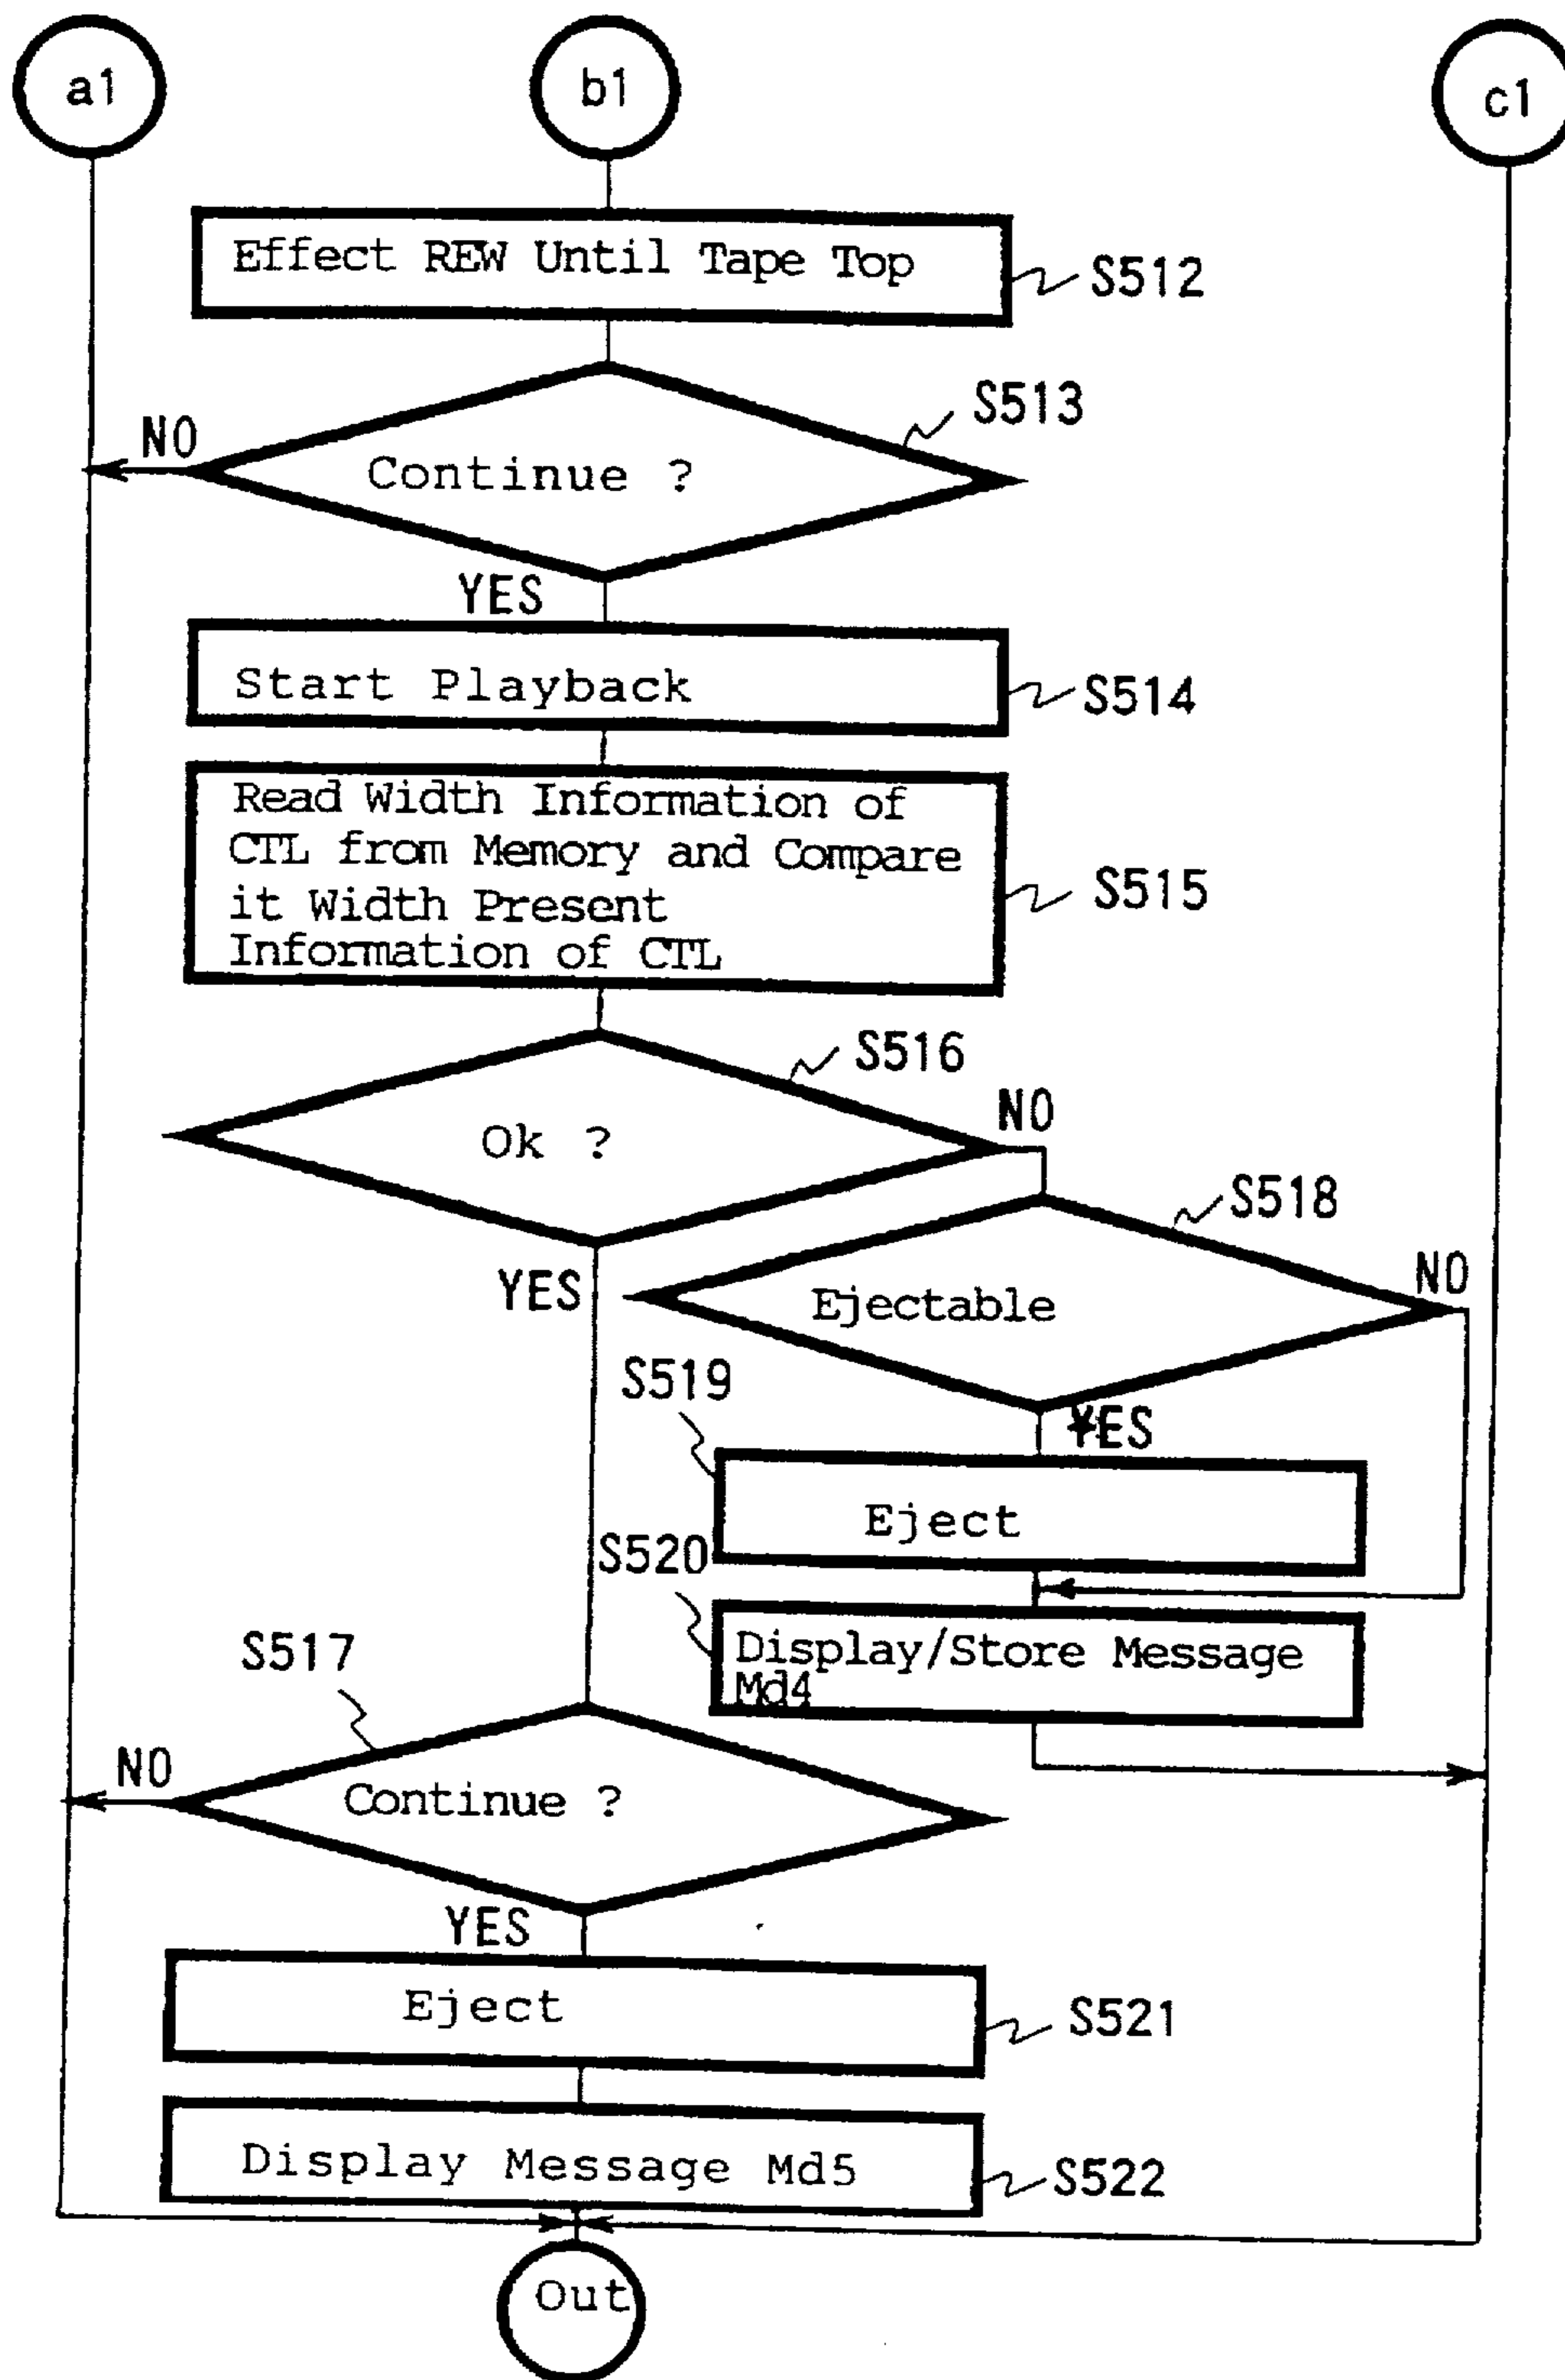 a1
b1
c1
Effect REW Until Tape Top
S512
S513
NO
Continue ?
YES
Start Playback
S514
Read Width Information of
CTL from Memory and Compare
it Width Present
Information of CTL
S515
S516
NO
Ok ?
S518
YES
NO
Ejectable
S519
YES
Eject
S520
Display/Store Message
Md4
S517
NO
Continue ?
YES
Eject
S521
Display Message Md5
S522
Out